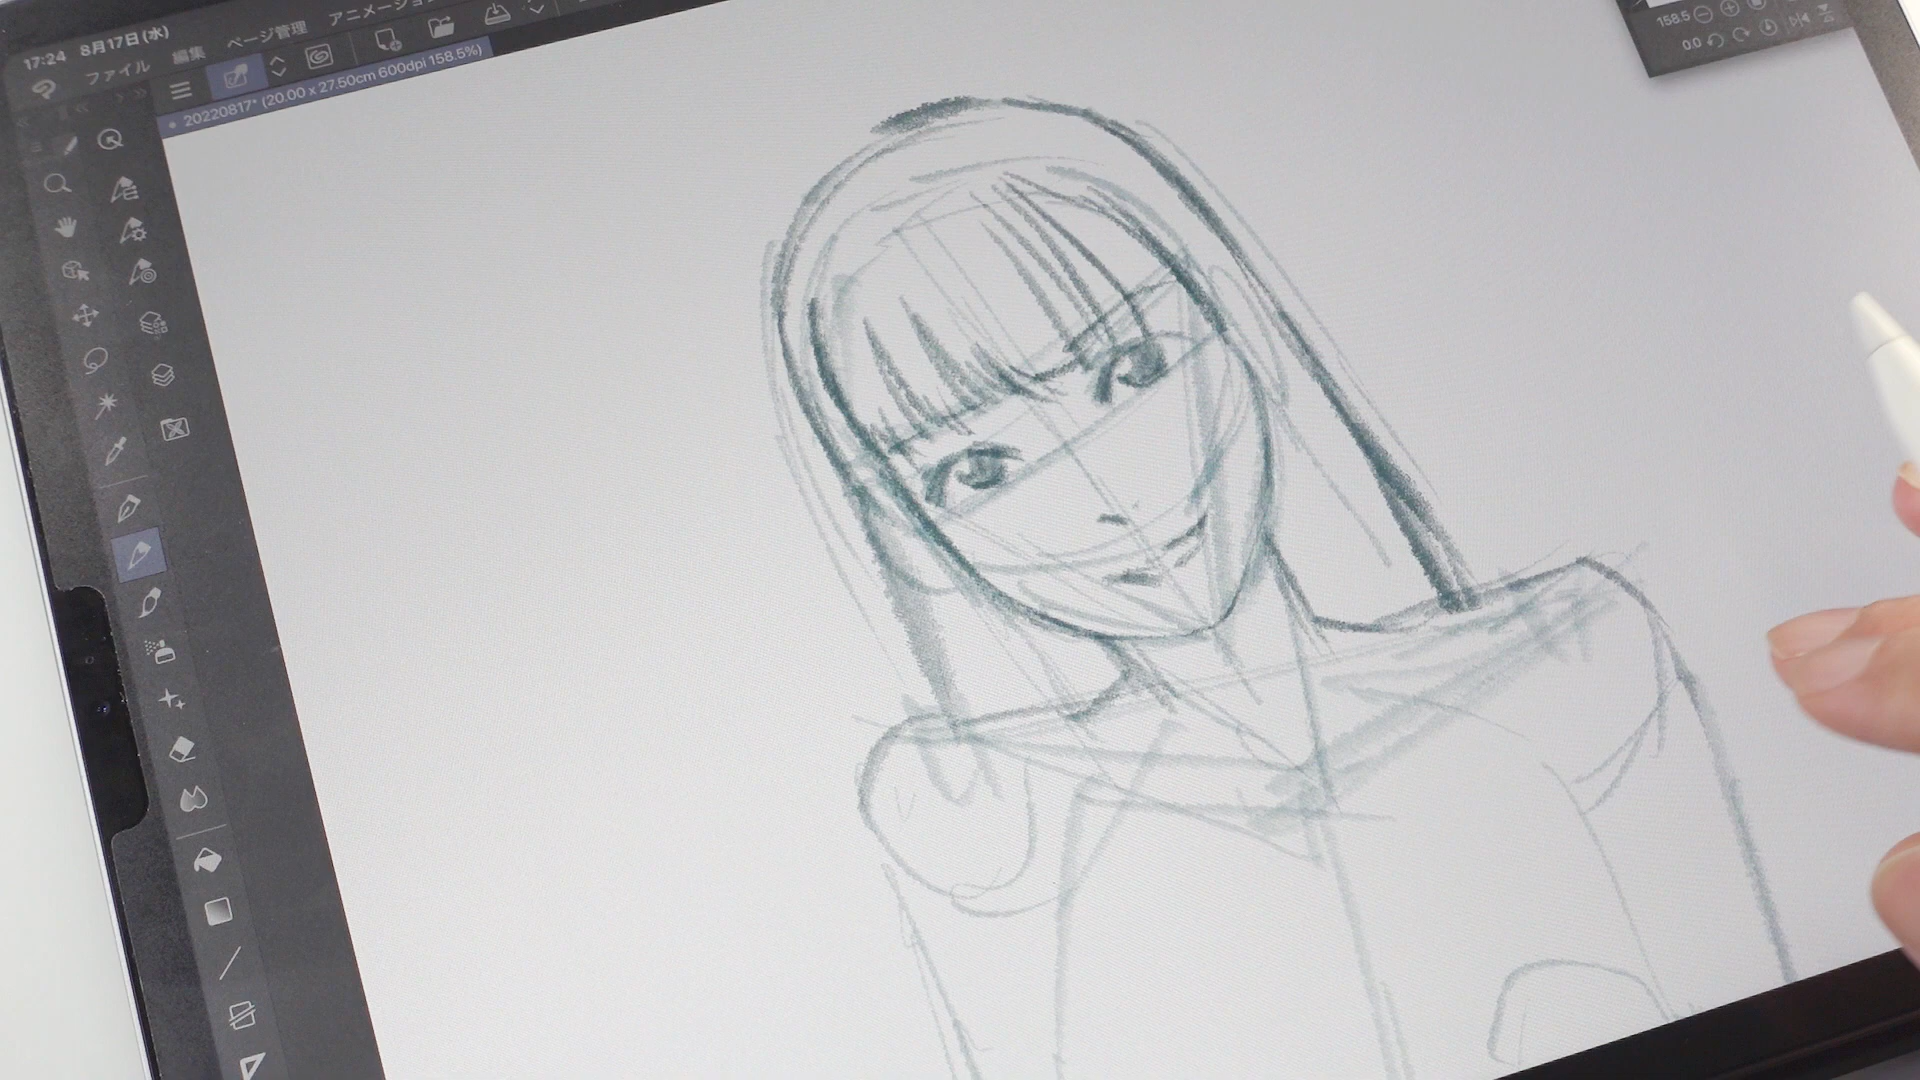 17:24 8月17日(水)
ファイル 編集 ページ管理 アニメーション
20220817* (20.00 x 27.50cm 600dpi 158.5%)
158.5
0.0